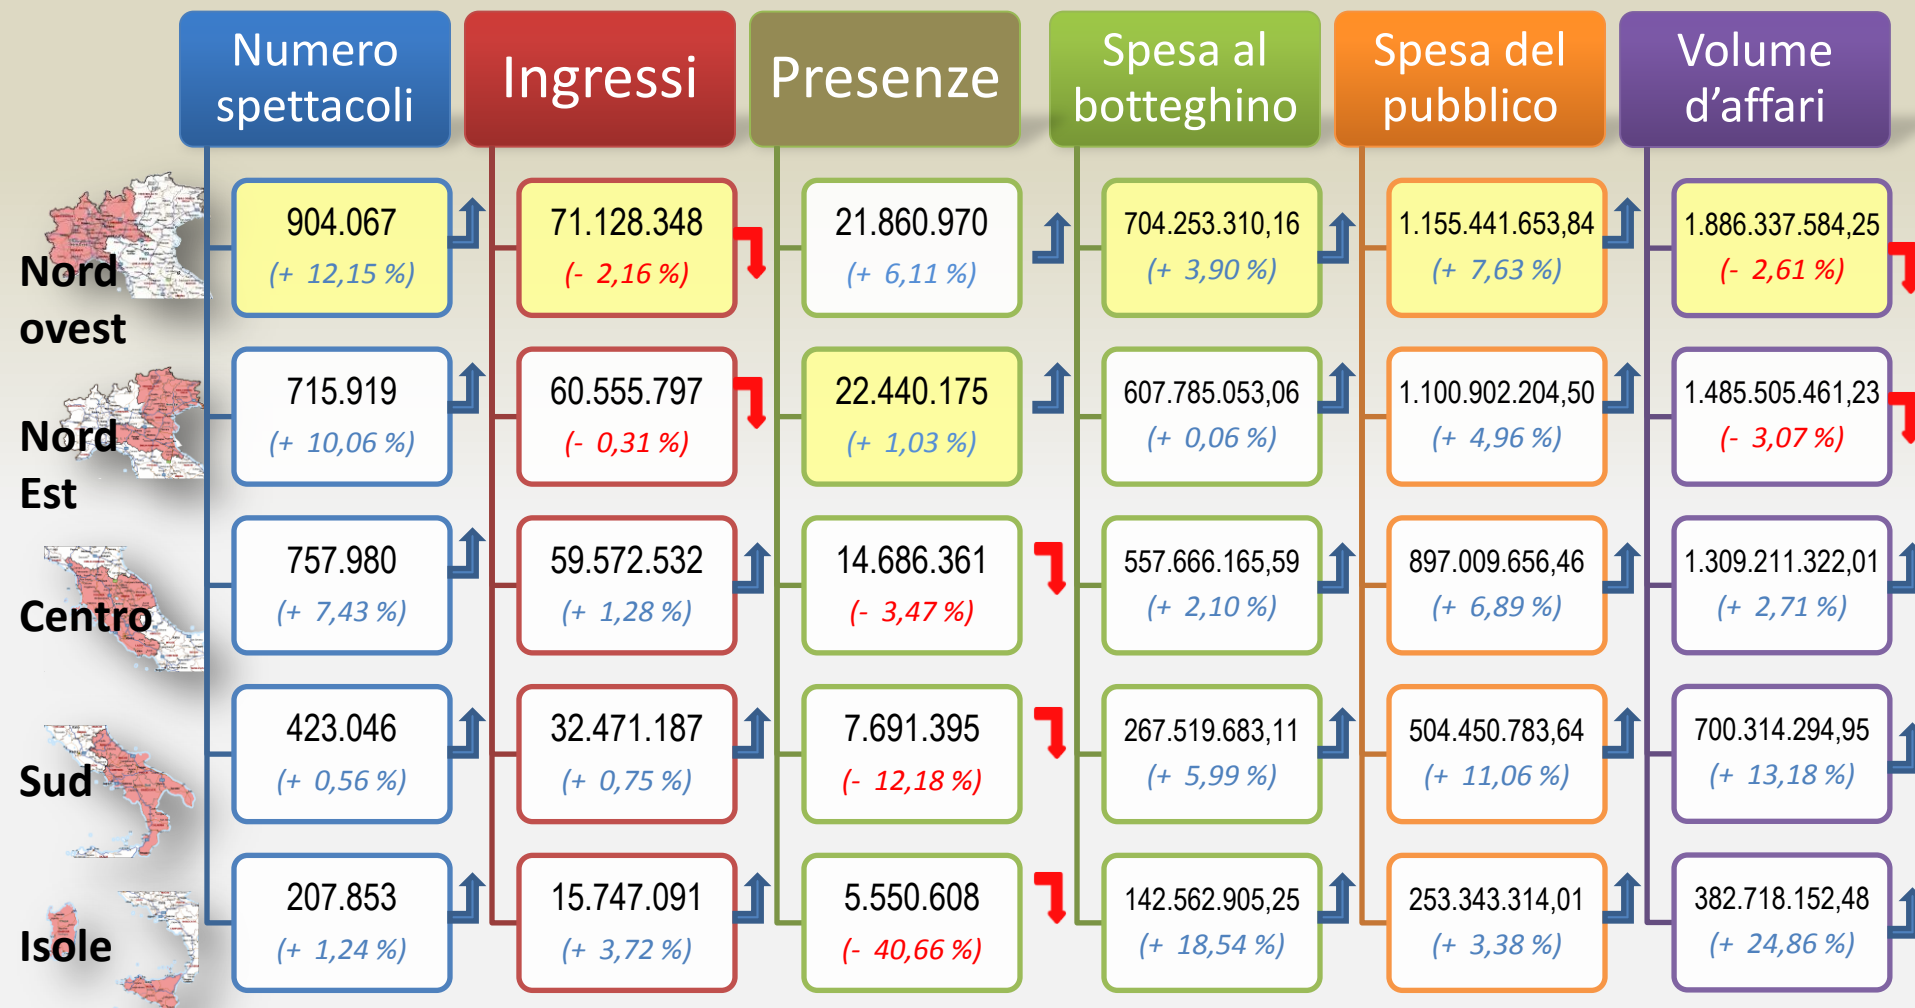 Numero
spettacoli
Ingressi
Presenze
Spesa al
botteghino
Spesa del
pubblico
Volume
d’affari
Nord
ovest
904.067
(+ 12,15 %)
71.128.348
(- 2,16 %)
21.860.970
(+ 6,11 %)
704.253.310,16
(+ 3,90 %)
1.155.441.653,84
(+ 7,63 %)
1.886.337.584,25
(- 2,61 %)
Nord
Est
715.919
(+ 10,06 %)
60.555.797
(- 0,31 %)
22.440.175
(+ 1,03 %)
607.785.053,06
(+ 0,06 %)
1.100.902.204,50
(+ 4,96 %)
1.485.505.461,23
(- 3,07 %)
Centro
757.980
(+ 7,43 %)
59.572.532
(+ 1,28 %)
14.686.361
(- 3,47 %)
557.666.165,59
(+ 2,10 %)
897.009.656,46
(+ 6,89 %)
1.309.211.322,01
(+ 2,71 %)
Sud
423.046
(+ 0,56 %)
32.471.187
(+ 0,75 %)
7.691.395
(- 12,18 %)
267.519.683,11
(+ 5,99 %)
504.450.783,64
(+ 11,06 %)
700.314.294,95
(+ 13,18 %)
Isole
207.853
(+ 1,24 %)
15.747.091
(+ 3,72 %)
5.550.608
(- 40,66 %)
142.562.905,25
(+ 18,54 %)
253.343.314,01
(+ 3,38 %)
382.718.152,48
(+ 24,86 %)